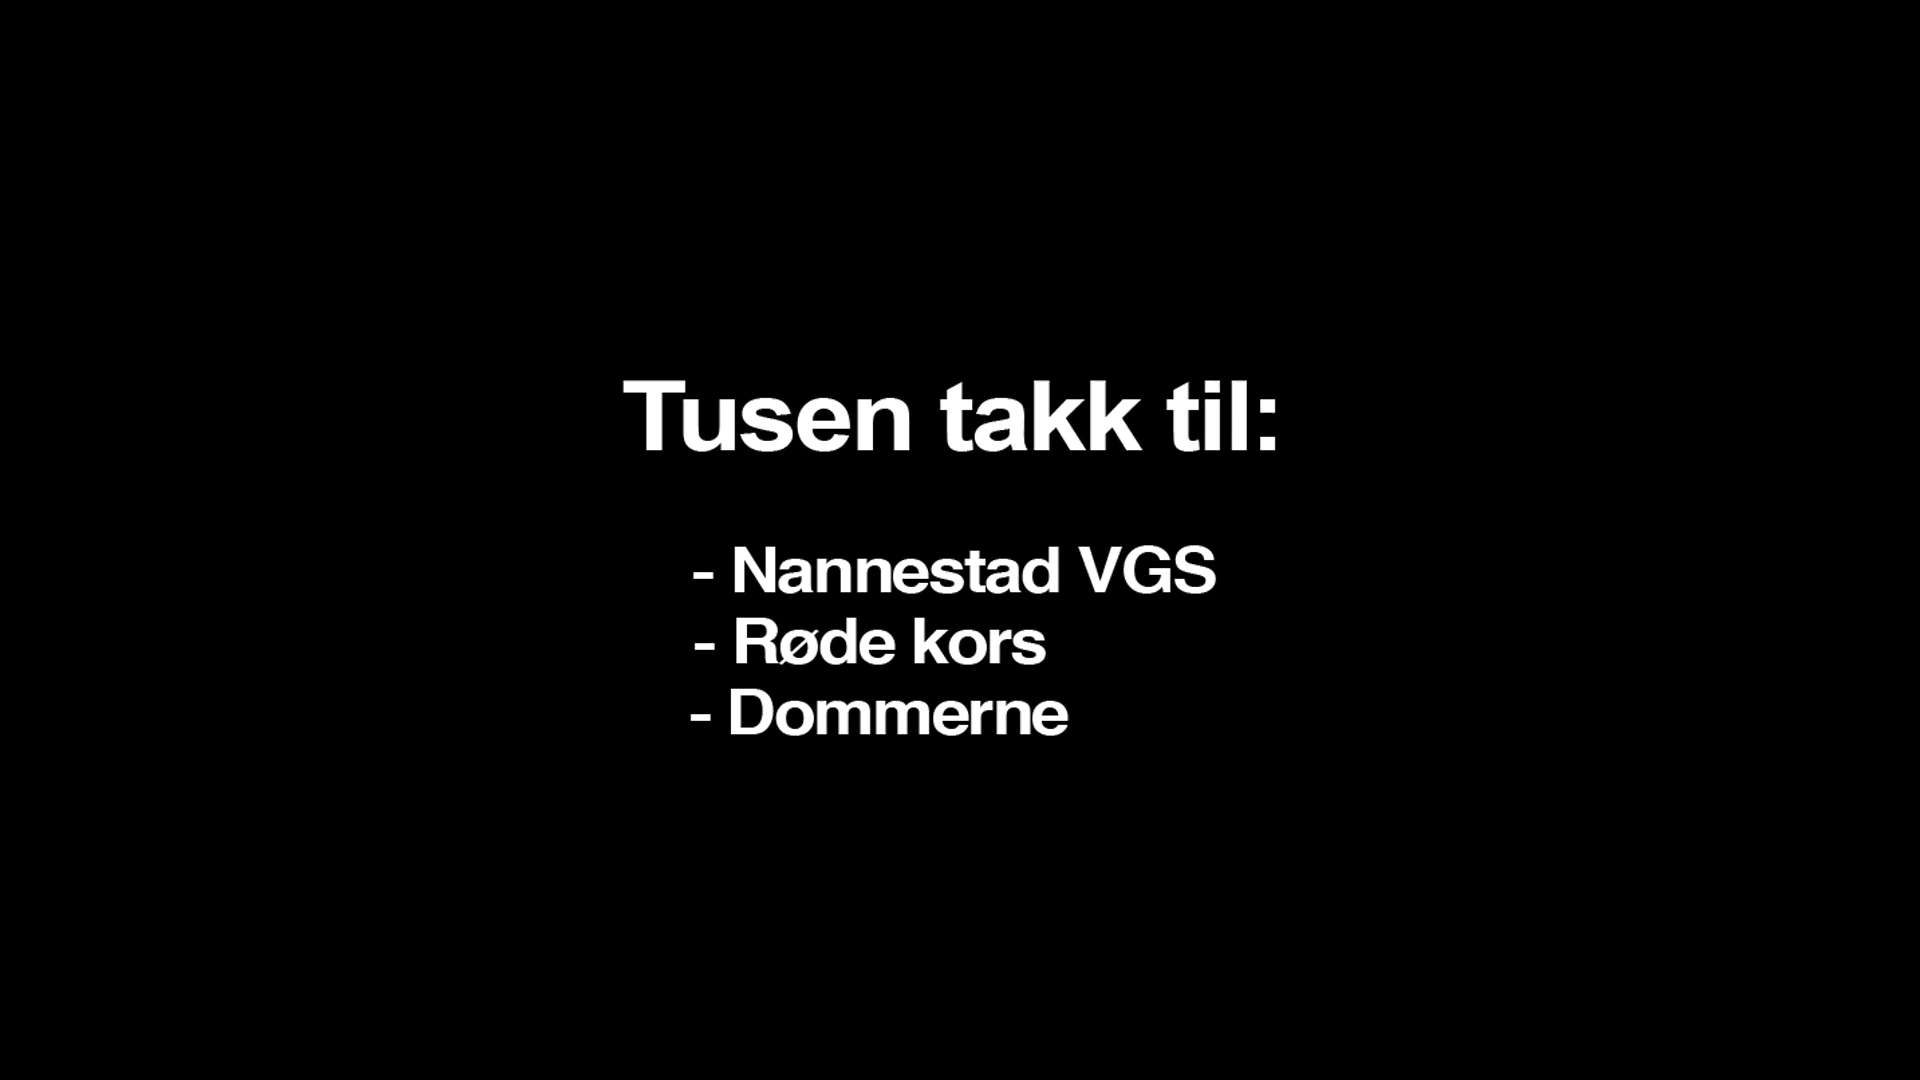 Tusen takk til:
- Nannestad VGS
- Røde kors
- Dommerne